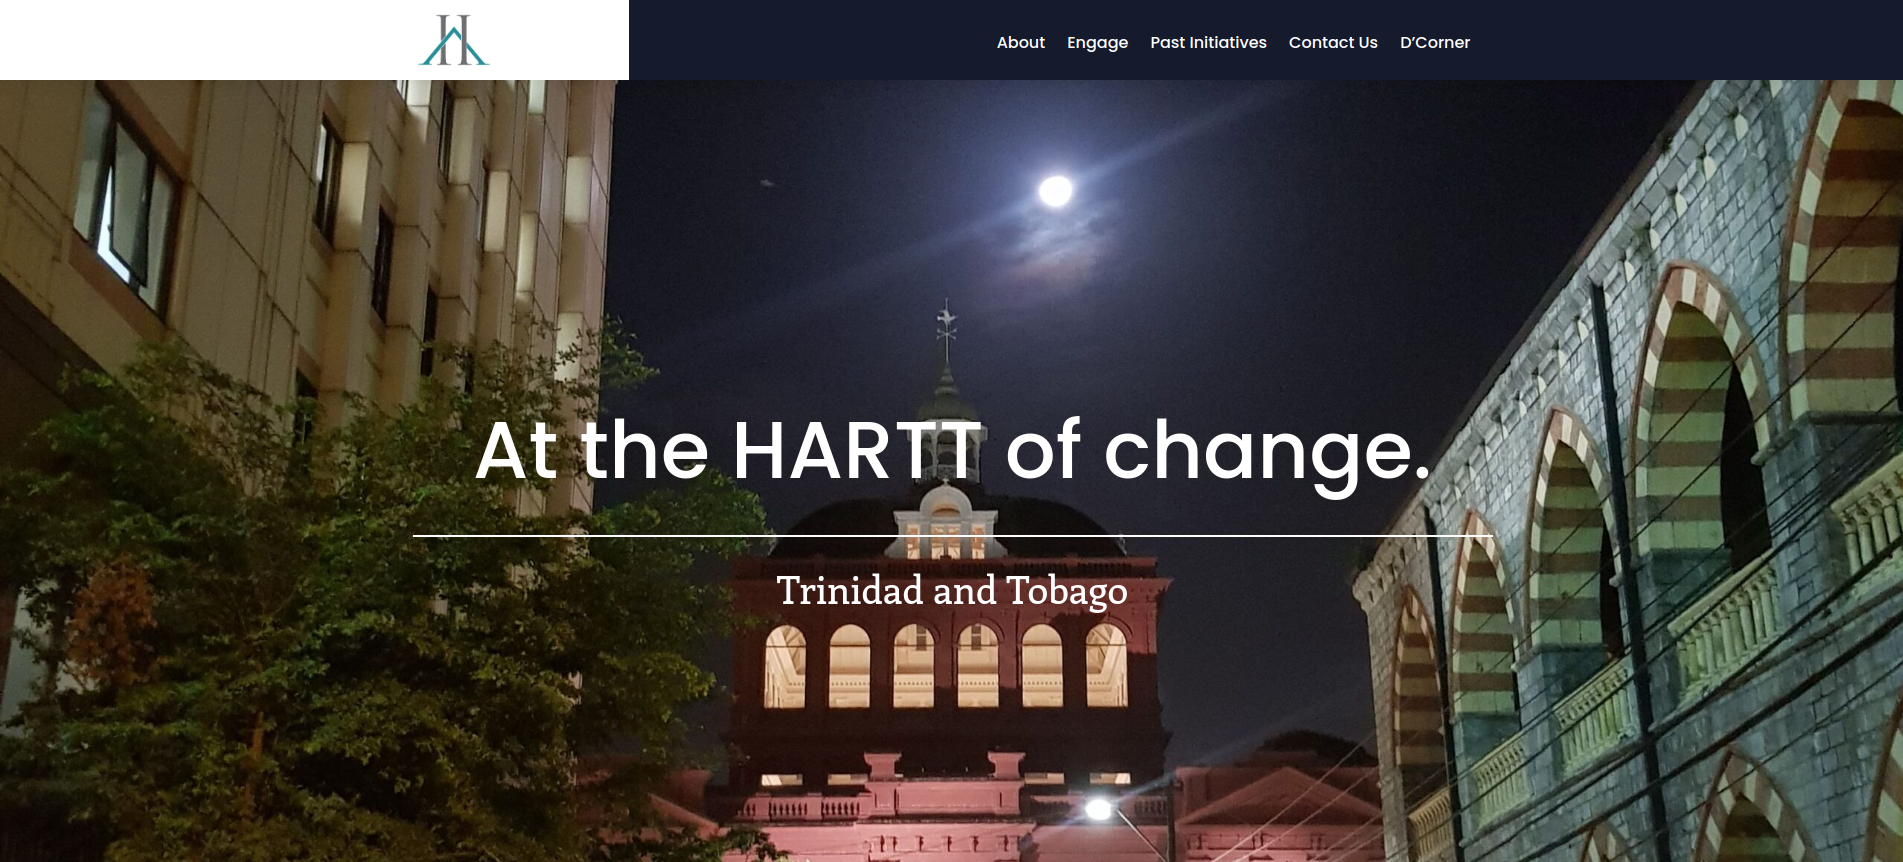 H
About Engage Past Initiatives Contact Us D’Corner
At the HARTT of change.
Trinidad and Tobago